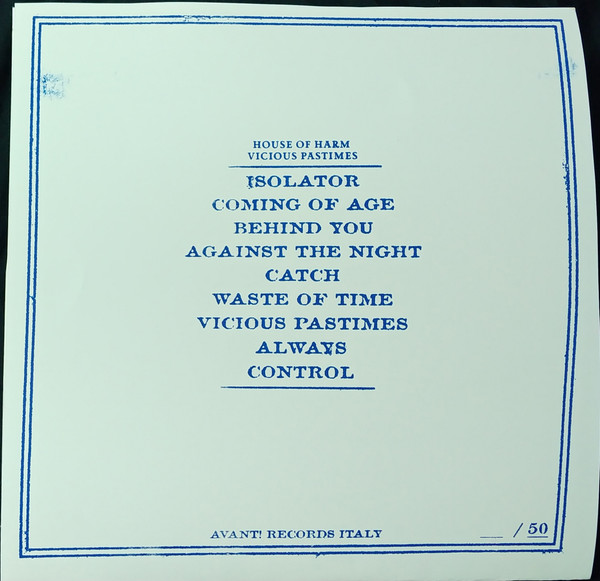 HOUSE OF HARM
VICIOUS PASTIMES
ISOLATOR
COMING OF AGE
BEHIND YOU
AGAINST THE NIGHT
CATCH
WASTE OF TIME
VICIOUS PASTIMES
ALWAYS
CONTROL
AVANT! RECORDS ITALY
___ / 50